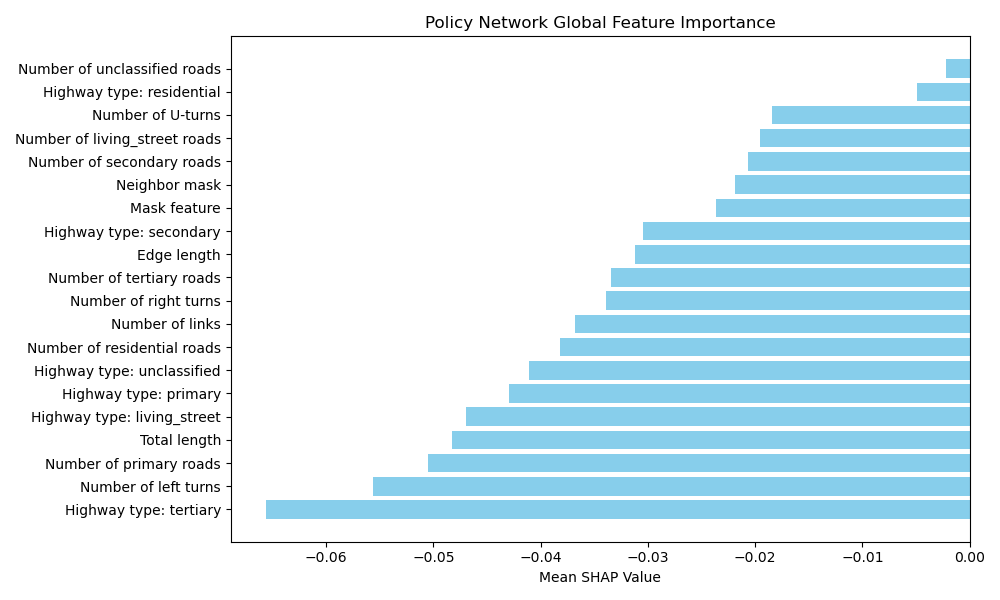 Policy Network Global Feature Importance
Number of unclassified roads
Highway type: residential
Number of U-turns
Number of living_street roads
Number of secondary roads
Neighbor mask
Mask feature
Highway type: secondary
Edge length
Number of tertiary roads
Number of right turns
Number of links
Number of residential roads
Highway type: unclassified
Highway type: primary
Highway type: living_street
Total length
Number of primary roads
Number of left turns
Highway type: tertiary
−0.06 −0.05 −0.04 −0.03 −0.02 −0.01 0.00
Mean SHAP Value